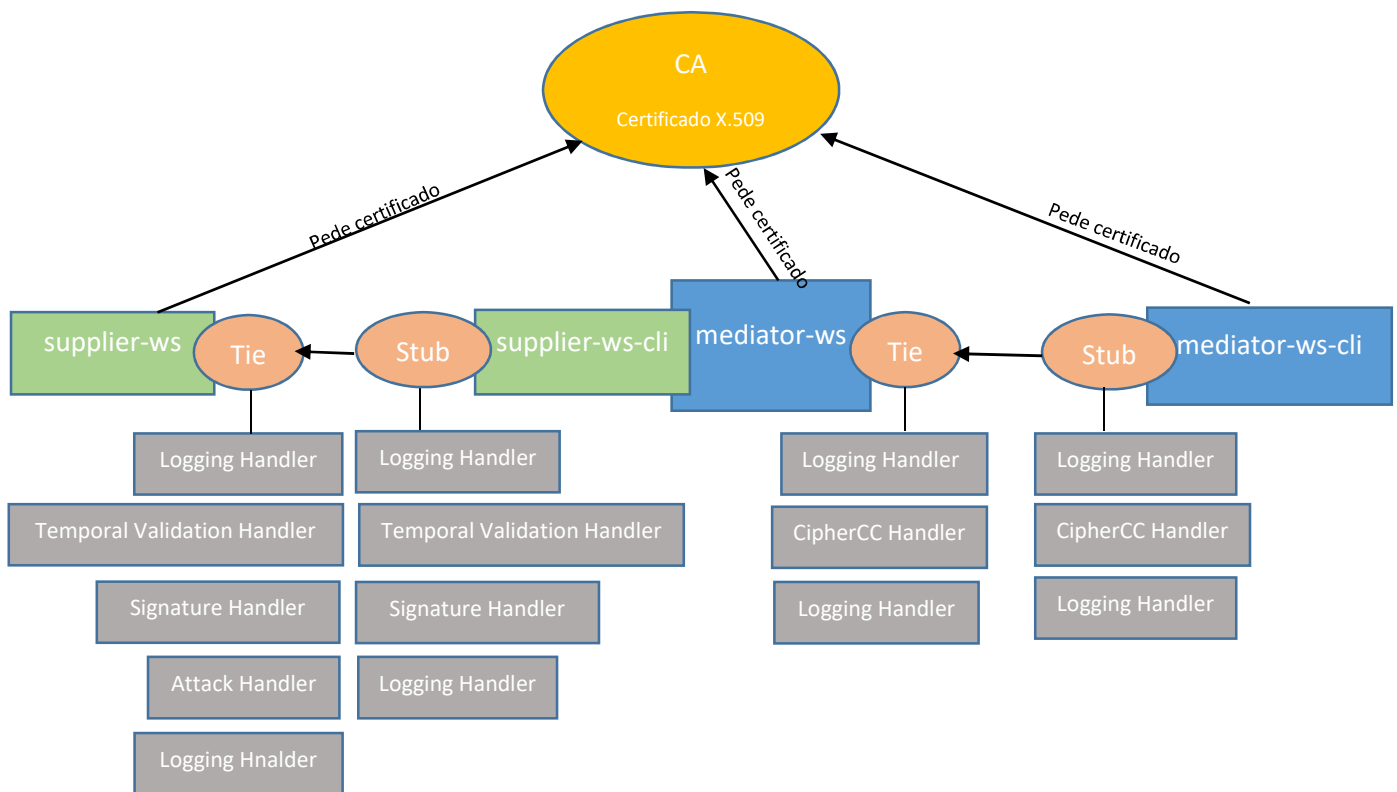 CA
Certificado X.509
Pede certificado
Pede certificado
Pede certificado
supplier-ws
Tie
Stub
supplier-ws-cli
mediator-ws
Tie
Stub
mediator-ws-cli
Logging Handler
Logging Handler
Logging Handler
Logging Handler
Temporal Validation Handler
Temporal Validation Handler
CipherCC Handler
CipherCC Handler
Signature Handler
Signature Handler
Logging Handler
Logging Handler
Attack Handler
Logging Handler
Logging Hnalder